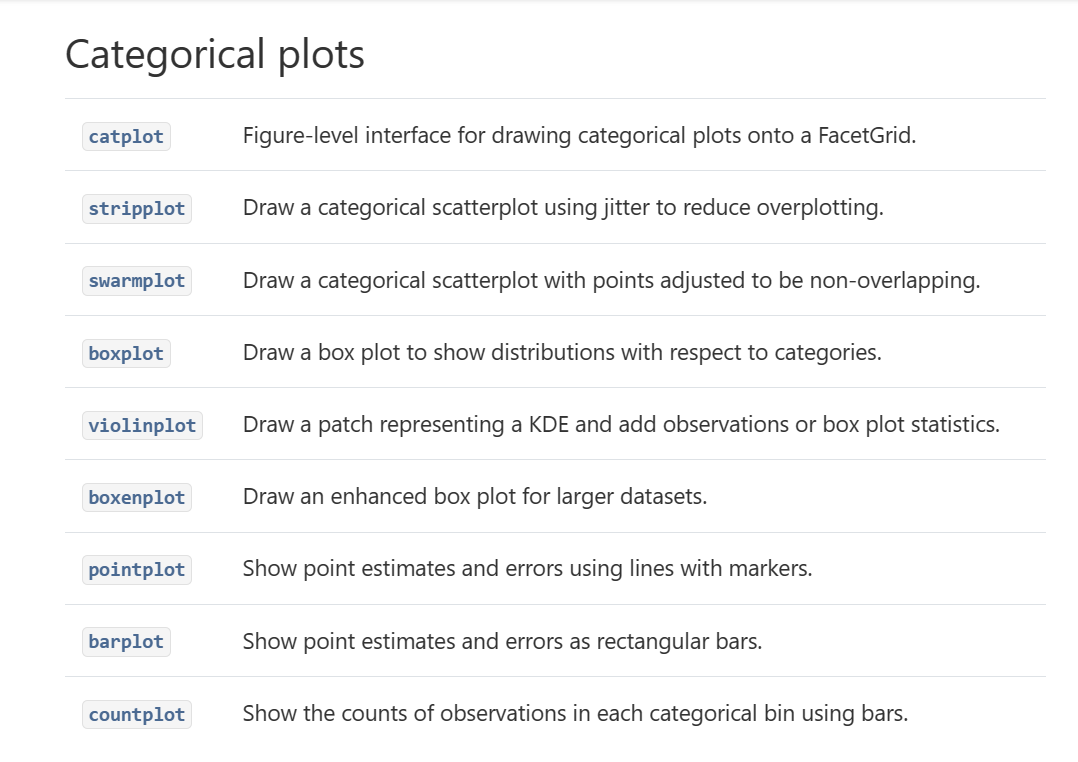 Categorical plots
catplot Figure-level interface for drawing categorical plots onto a FacetGrid.
stripplot Draw a categorical scatterplot using jitter to reduce overplotting.
swarmplot Draw a categorical scatterplot with points adjusted to be non-overlapping.
boxplot Draw a box plot to show distributions with respect to categories.
violinplot Draw a patch representing a KDE and add observations or box plot statistics.
boxenplot Draw an enhanced box plot for larger datasets.
pointplot Show point estimates and errors using lines with markers.
barplot Show point estimates and errors as rectangular bars.
countplot Show the counts of observations in each categorical bin using bars.